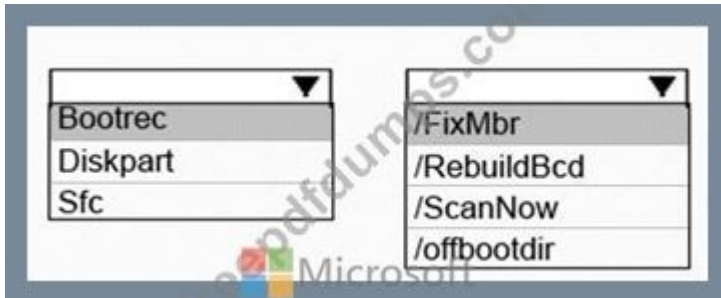 Bootrec
Diskpart
Sfc
/FixMbr
/RebuildBcd
/ScanNow
/offbootdir
Microsoft